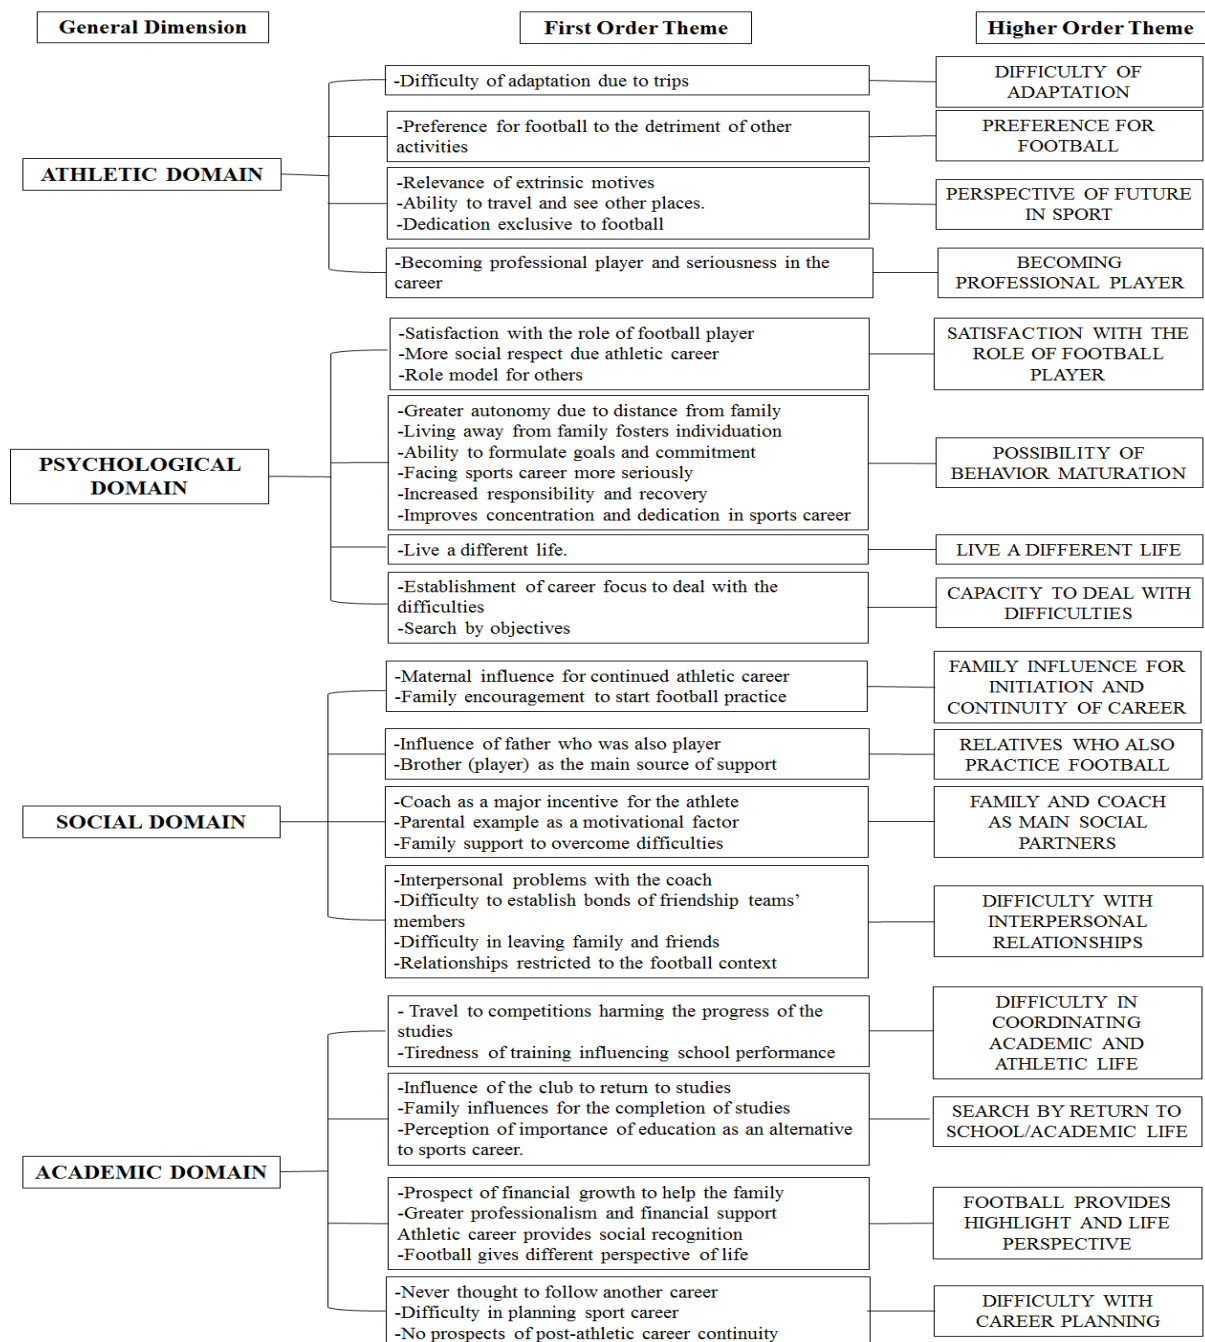 General Dimension
First Order Theme
Higher Order Theme
ATHLETIC DOMAIN
-Difficulty of adaptation due to trips
DIFFICULTY OF
ADAPTATION
-Preference for football to the detriment of other
activities
PREFERENCE FOR
FOOTBALL
-Relevance of extrinsic motives
-Ability to travel and see other places.
-Dedication exclusive to football
PERSPECTIVE OF FUTURE
IN SPORT
-Becoming professional player and seriousness in the
career
BECOMING
PROFESSIONAL PLAYER
PSYCHOLOGICAL
DOMAIN
-Satisfaction with the role of football player
-More social respect due athletic career
-Role model for others
SATISFACTION WITH THE
ROLE OF FOOTBALL
PLAYER
-Greater autonomy due to distance from family
-Living away from family fosters individuation
-Ability to formulate goals and commitment
-Facing sports career more seriously
-Increased responsibility and recovery
-Improves concentration and dedication in sports career
POSSIBILITY OF
BEHAVIOR MATURATION
-Live a different life.
LIVE A DIFFERENT LIFE
-Establishment of career focus to deal with the
difficulties
-Search by objectives
CAPACITY TO DEAL WITH
DIFFICULTIES
SOCIAL DOMAIN
-Maternal influence for continued athletic career
-Family encouragement to start football practice
FAMILY INFLUENCE FOR
INITIATION AND
CONTINUITY OF CAREER
-Influence of father who was also player
-Brother (player) as the main source of support
RELATIVES WHO ALSO
PRACTICE FOOTBALL
-Coach as a major incentive for the athlete
-Parental example as a motivational factor
-Family support to overcome difficulties
FAMILY AND COACH
AS MAIN SOCIAL
PARTNERS
-Interpersonal problems with the coach
-Difficulty to establish bonds of friendship teams'
members
-Difficulty in leaving family and friends
-Relationships restricted to the football context
DIFFICULTY WITH
INTERPERSONAL
RELATIONSHIPS
ACADEMIC DOMAIN
- Travel to competitions harming the progress of the
studies
-Tiredness of training influencing school performance
DIFFICULTY IN
COORDINATING
ACADEMIC AND
ATHLETIC LIFE
-Influence of the club to return to studies
-Family influences for the completion of studies
-Perception of importance of education as an alternative
to sports career.
SEARCH BY RETURN TO
SCHOOL/ACADEMIC LIFE
-Prospect of financial growth to help the family
-Greater professionalism and financial support
Athletic career provides social recognition
-Football gives different perspective of life
FOOTBALL PROVIDES
HIGHLIGHT AND LIFE
PERSPECTIVE
-Never thought to follow another career
-Difficulty in planning sport career
-No prospects of post-athletic career continuity
DIFFICULTY WITH
CAREER PLANNING